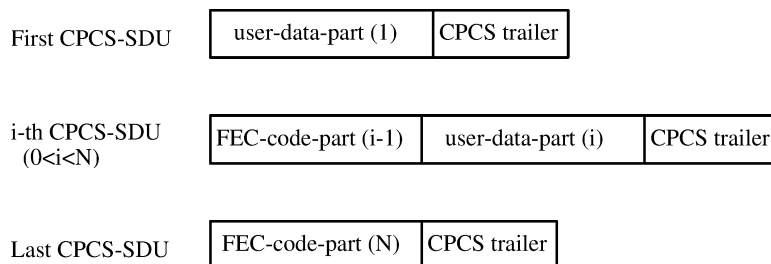 First CPCS-SDU
user-data-part (1)
CPCS trailer
i-th CPCS-SDU
(0<i<N)
FEC-code-part (i-1)
user-data-part (i)
CPCS trailer
Last CPCS-SDU
FEC-code-part (N)
CPCS trailer